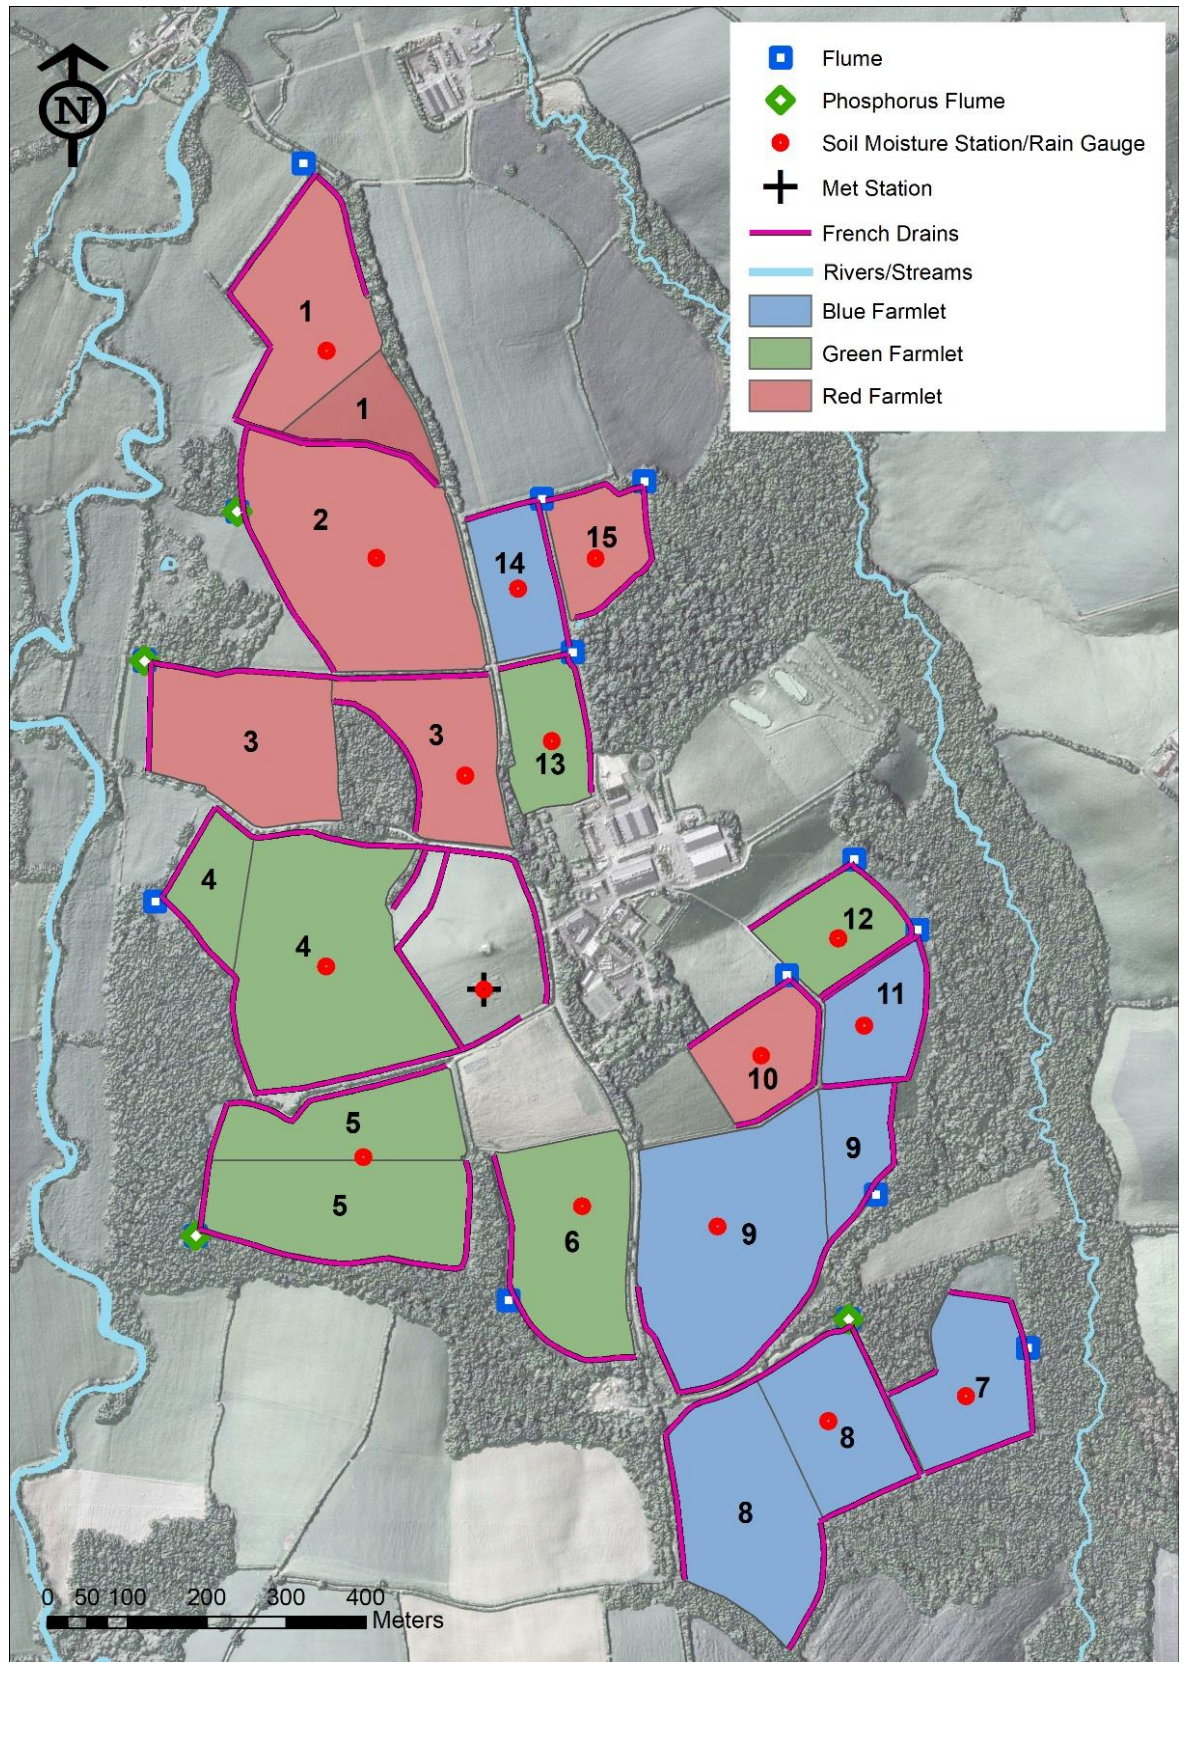 N
Flume
Phosphorus Flume
Soil Moisture Station/Rain Gauge
Met Station
French Drains
Rivers/Streams
Blue Farmlet
Green Farmlet
Red Farmlet
1
1
2
15
14
3
3
13
4
4
12
11
10
5
5
6
9
9
7
8
8
0 50 100 200 300 400
Meters